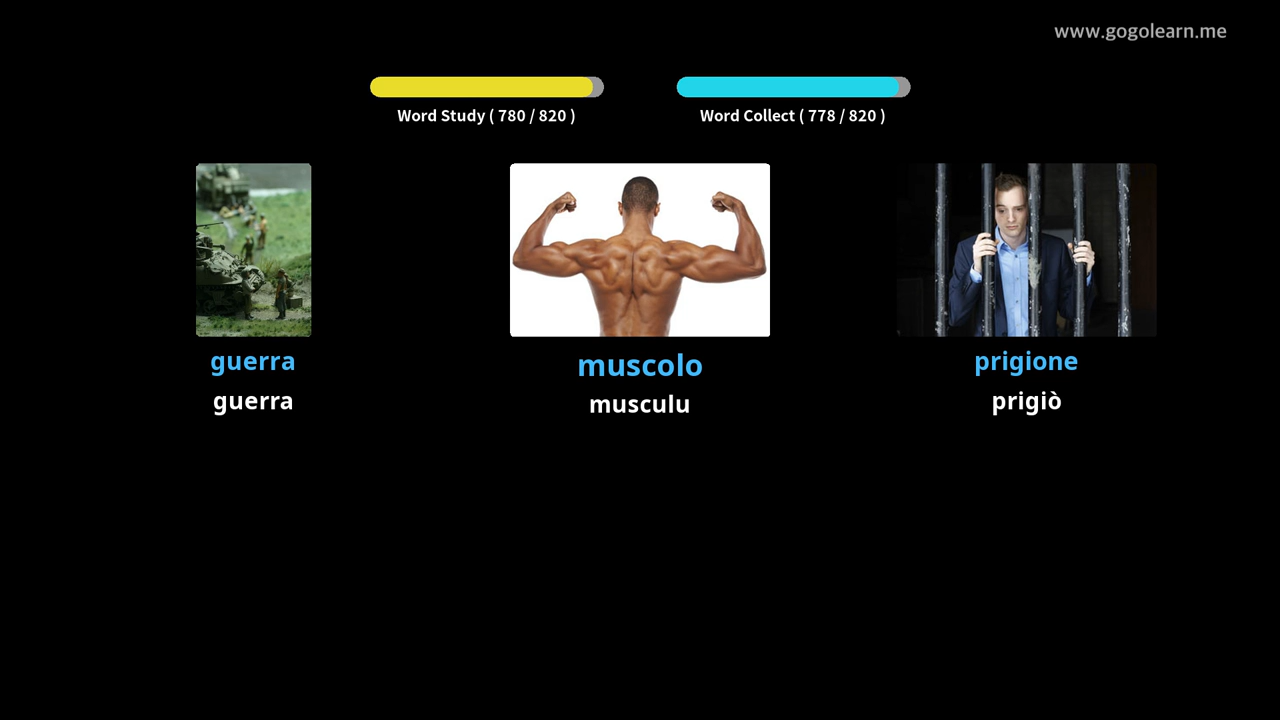 www.gogolearn.me
Word Study ( 780 / 820 )
Word Collect ( 778 / 820 )
guerra
guerra
muscolo
musculu
prigione
prigiò